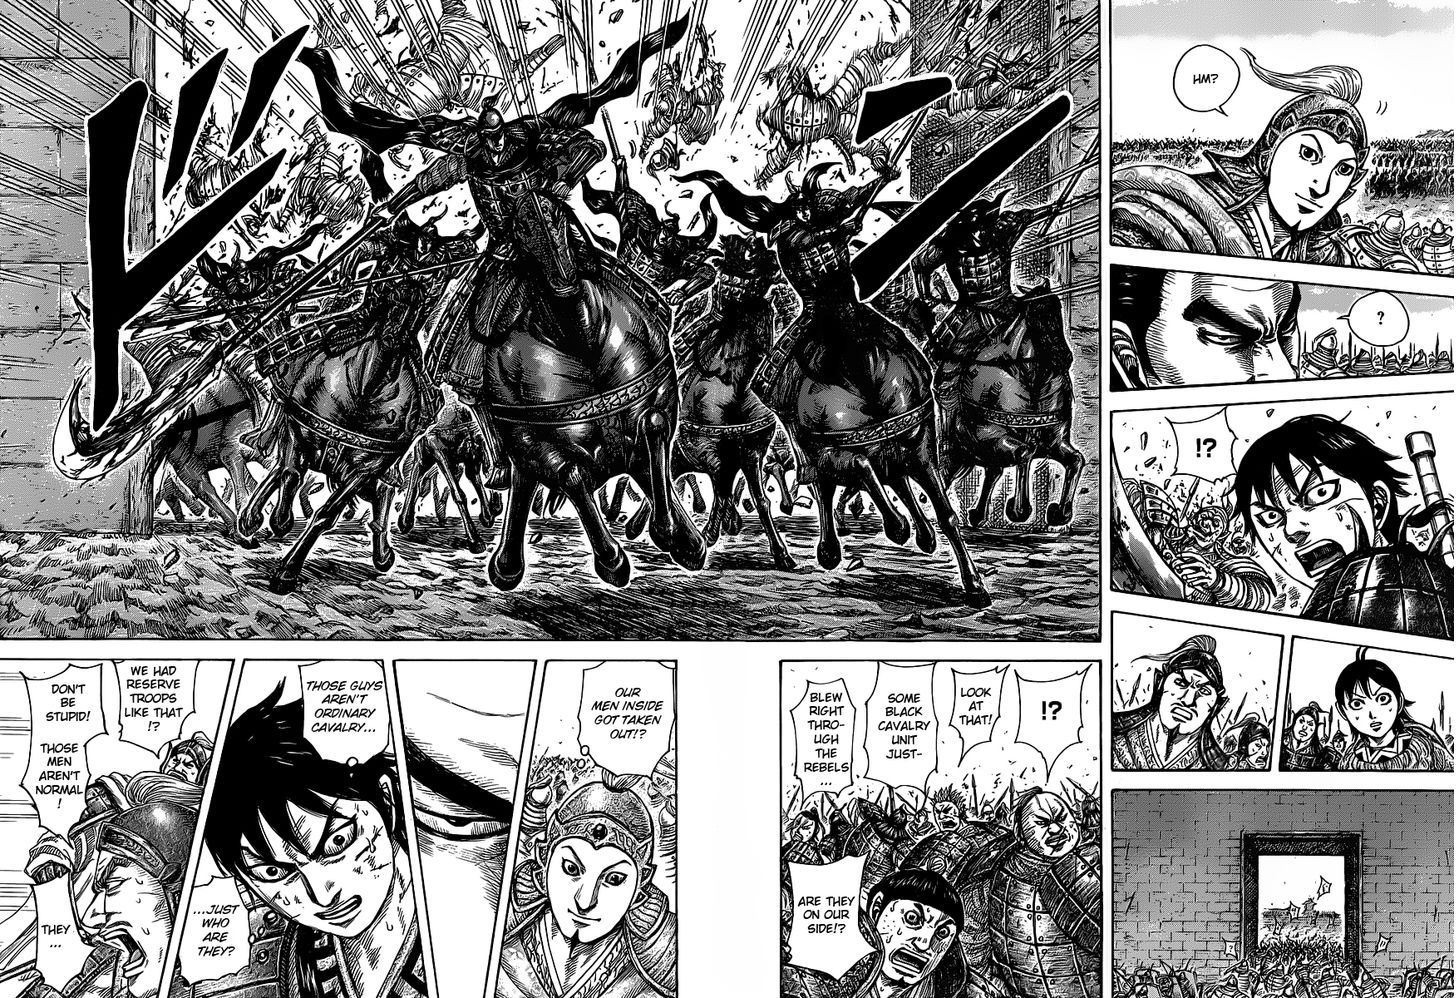 HM?
?
!?
ドン
!?
LOOK
AT
THAT!
SOME
BLACK
CAVALRY
UNIT
JUST-
BLEW
RIGHT
THRO-
UGH
THE
REBELS
...
ARE THEY
ON OUR
SIDE!?
OUR
MEN INSIDE
GOT TAKEN
OUT!?
THOSE GUYS
AREN'T
ORDINARY
CAVALRY...
...JUST
WHO
ARE
THEY?
WE HAD
RESERVE
TROOPS
LIKE THAT
!?
DON'T
BE
STUPID!
THOSE
MEN
AREN'T
NORMAL
!
THEY
...